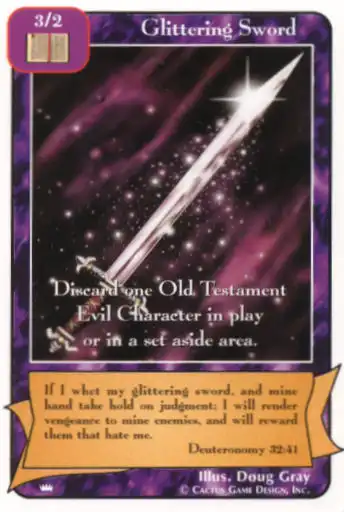 3/2
Glittering Sword
Discard one Old Testament
Evil Character in play
or in a set aside area.
If I whet my glittering sword, and mine
hand take hold on judgment; I will render
vengeance to mine enemies, and will reward
them that hate me.
Deuteronomy 32:41
Illus. Doug Gray
© Cactus Game Design, Inc.